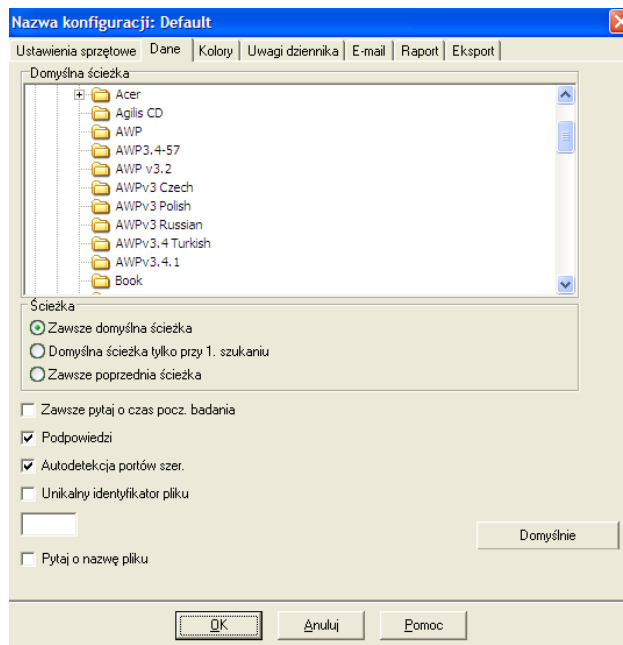 Nazwa konfiguracji: Default
Ustawienia sprzętowe Dane Kolory Uwagi dziennika E-mail Raport Eksport
Domyślna ścieżka
Acer
Agilis CD
AWP
AWP3.4-57
AWP v3.2
AWPv3 Czech
AWPv3 Polish
AWPv3 Russian
AWPv3.4 Turkish
AWPv3.4.1
Book
Ścieżka
Zawsze domyślna ścieżka
Domyślna ścieżka tylko przy 1. szukaniu
Zawsze poprzednia ścieżka
Zawsze pytaj o czas pocz. badania
Podpowiedzi
Autodetekcja portów szer.
Unikalny identyfikator pliku
Domyślnie
Pytaj o nazwę pliku
OK Anuluj Pomoc